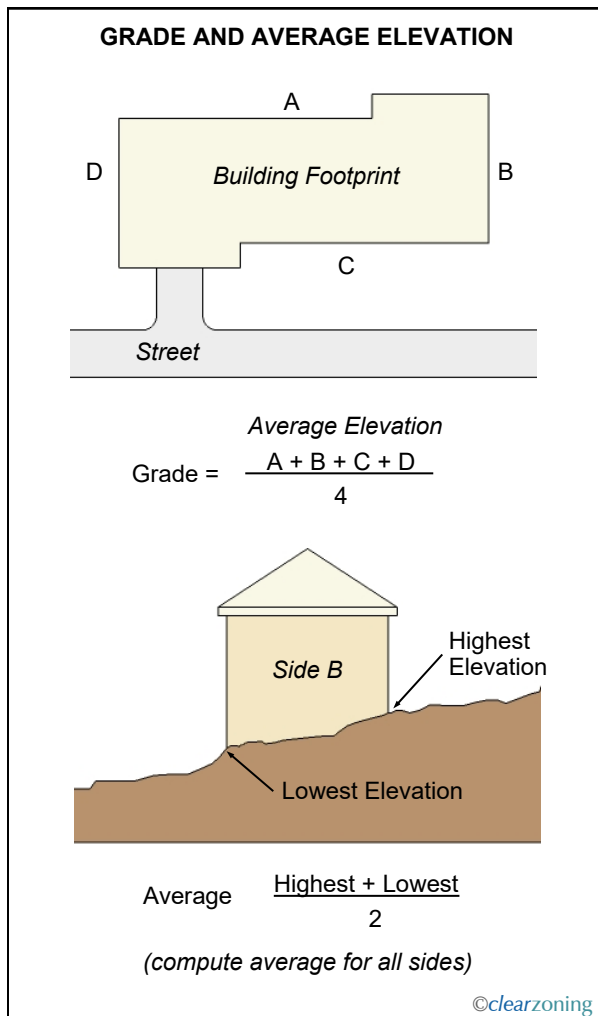 GRADE AND AVERAGE ELEVATION
A
D
Building Footprint
B
C
Street
Average Elevation
Grade =
A + B + C + D
4
Highest
Elevation
Side B
Lowest Elevation
Average
Highest + Lowest
2
(compute average for all sides)
©clearzoning